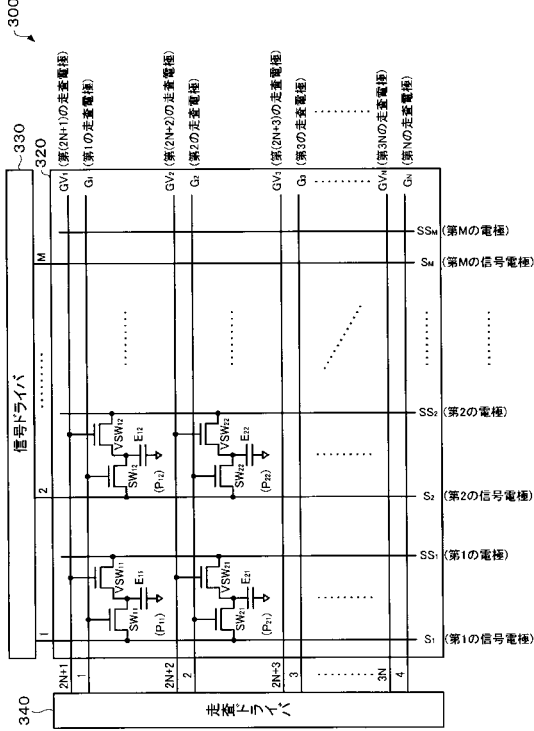 300
330
信号ドライバ
320
1
2
M
GV₁ (第(2N+1)の走査電極)
G₁ (第1の走査電極)
GV₂ (第(2N+2)の走査電極)
G₂ (第2の走査電極)
GV₃ (第(2N+3)の走査電極)
G₃ (第3の走査電極)
GV_N (第3Nの走査電極)
G_N (第Nの走査電極)
VSW₁₁
SW₁₁
E₁₁
(P₁₁)
VSW₁₂
SW₁₂
E₁₂
(P₁₂)
VSW₂₁
SW₂₁
E₂₁
(P₂₁)
VSW₂₂
SW₂₂
E₂₂
(P₂₂)
SS_M (第Mの電極)
S_M (第Mの信号電極)
SS₂ (第2の電極)
S₂ (第2の信号電極)
SS₁ (第1の電極)
S₁ (第1の信号電極)
2N+1
1
2N+2
2
2N+3
3
3N
4
340
走査ドライバ